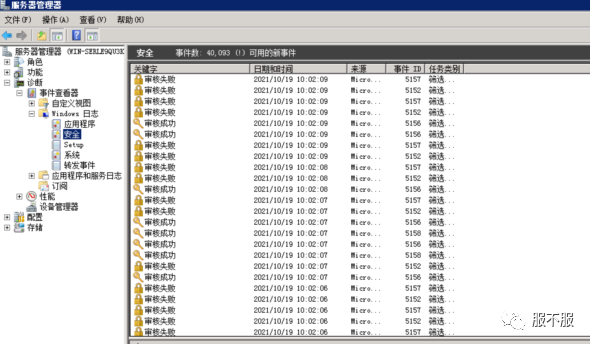 服务器管理器
文件(F) 操作(A) 查看(V) 帮助(H)
服务器管理器 (WIN-SERLE9QU3K
角色
功能
诊断
事件查看器
自定义视图
Windows 日志
应用程序
安全
Setup
系统
转发事件
应用程序和服务日志
订阅
性能
设备管理器
配置
存储
安全 事件数: 40,093 (!) 可用的新事件
关键字 日期和时间 来源 事件 ID 任务类别
审核失败 2021/10/19 10:02:09 Micro... 5157 筛选...
审核失败 2021/10/19 10:02:09 Micro... 5152 筛选...
审核失败 2021/10/19 10:02:09 Micro... 5157 筛选...
审核失败 2021/10/19 10:02:09 Micro... 5152 筛选...
审核成功 2021/10/19 10:02:09 Micro... 5156 筛选...
审核成功 2021/10/19 10:02:09 Micro... 5156 筛选...
审核失败 2021/10/19 10:02:09 Micro... 5157 筛选...
审核失败 2021/10/19 10:02:09 Micro... 5152 筛选...
审核失败 2021/10/19 10:02:08 Micro... 5157 筛选...
审核失败 2021/10/19 10:02:08 Micro... 5152 筛选...
审核成功 2021/10/19 10:02:08 Micro... 5156 筛选...
审核失败 2021/10/19 10:02:07 Micro... 5157 筛选...
审核失败 2021/10/19 10:02:07 Micro... 5152 筛选...
审核成功 2021/10/19 10:02:07 Micro... 5156 筛选...
审核成功 2021/10/19 10:02:07 Micro... 5158 筛选...
审核成功 2021/10/19 10:02:07 Micro... 5156 筛选...
审核成功 2021/10/19 10:02:07 Micro... 5158 筛选...
审核失败 2021/10/19 10:02:07 Micro... 5152 筛选...
审核成功 2021/10/19 10:02:07 Micro... 5156 筛选...
审核失败 2021/10/19 10:02:06 Micro... 5157 筛选...
审核失败 2021/10/19 10:02:06 Micro... 5152 筛选...
审核失败 2021/10/19 10:02:06 Micro... 5157 筛选...
审核失败 2021/10/19 10:02:06 Micro... 5152 筛选...
审核失败 2021/10/19 10:02:06 Micro... 5157 筛选...
服不服